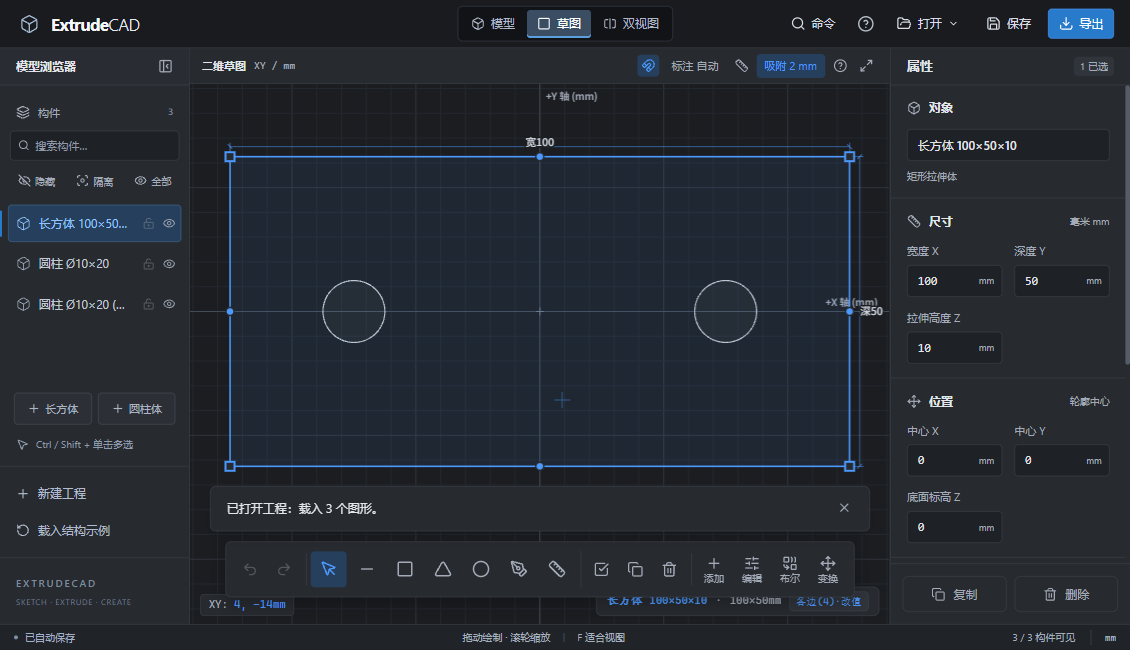 ExtrudeCAD
模型
草图
双视图
命令
打开
保存
导出
模型浏览器
构件
3
搜索构件...
隐藏
隔离
全部
长方体 100×50...
圆柱 Ø10×20
圆柱 Ø10×20 (...
长方体
圆柱体
Ctrl / Shift + 单击多选
新建工程
载入结构示例
EXTRUDECAD
SKETCH · EXTRUDE · CREATE
二维草图 XY / mm
标注 自动
吸附 2 mm
+Y 轴 (mm)
宽100
+X 轴 (mm)
深50
已打开工程：载入 3 个图形。
添加
编辑
布尔
变换
XY: 4, −14mm
长方体 100×50×10 · 100×50mm
各边(4)·改值
属性
1 已选
对象
长方体 100×50×10
矩形拉伸体
尺寸
毫米 mm
宽度 X
深度 Y
100 mm
50 mm
拉伸高度 Z
10 mm
位置
轮廓中心
中心 X
中心 Y
0 mm
0 mm
底面标高 Z
0 mm
复制
删除
已自动保存
拖动绘制 · 滚轮缩放
F 适合视图
3 / 3 构件可见
mm